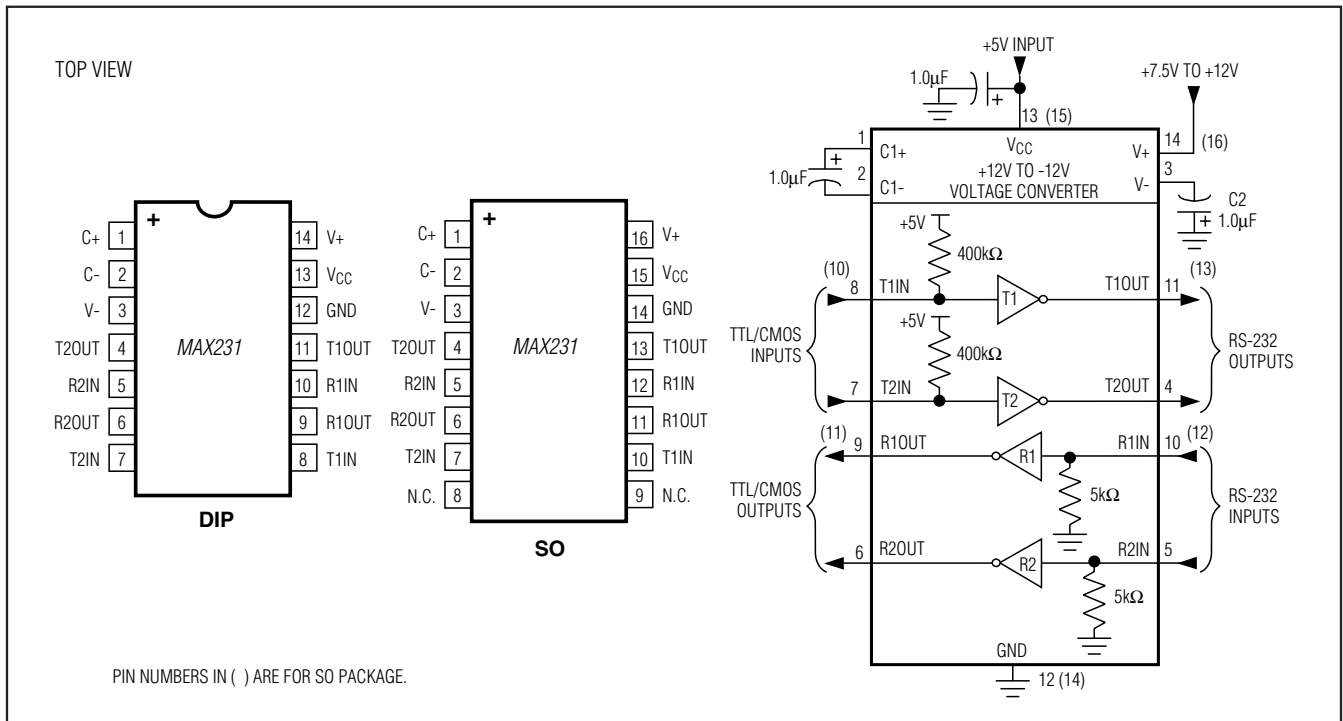 TOP VIEW
+
C+ 1
C- 2
V- 3
T2OUT 4
R2IN 5
R2OUT 6
T2IN 7
14 V+
13 VCC
12 GND
11 T1OUT
10 R1IN
9 R1OUT
8 T1IN
MAX231
DIP
+
C+ 1
C- 2
V- 3
T2OUT 4
R2IN 5
R2OUT 6
T2IN 7
N.C. 8
16 V+
15 VCC
14 GND
13 T1OUT
12 R1IN
11 R1OUT
10 T1IN
9 N.C.
MAX231
SO
+5V INPUT
1.0μF
+
+7.5V TO +12V
13 (15)
VCC
1 C1+
1.0μF +
2 C1-
+12V TO -12V
VOLTAGE CONVERTER
V+ 14 (16)
V- 3
C2
+ 1.0μF
+5V
400kΩ
(10)
8 T1IN
T1
T1OUT 11
(13)
+5V
400kΩ
TTL/CMOS
INPUTS
RS-232
OUTPUTS
7 T2IN
T2
T2OUT 4
(11)
9 R1OUT
R1
R1IN 10
(12)
5kΩ
TTL/CMOS
OUTPUTS
RS-232
INPUTS
6 R2OUT
R2
R2IN 5
5kΩ
GND
12 (14)
PIN NUMBERS IN ( ) ARE FOR SO PACKAGE.